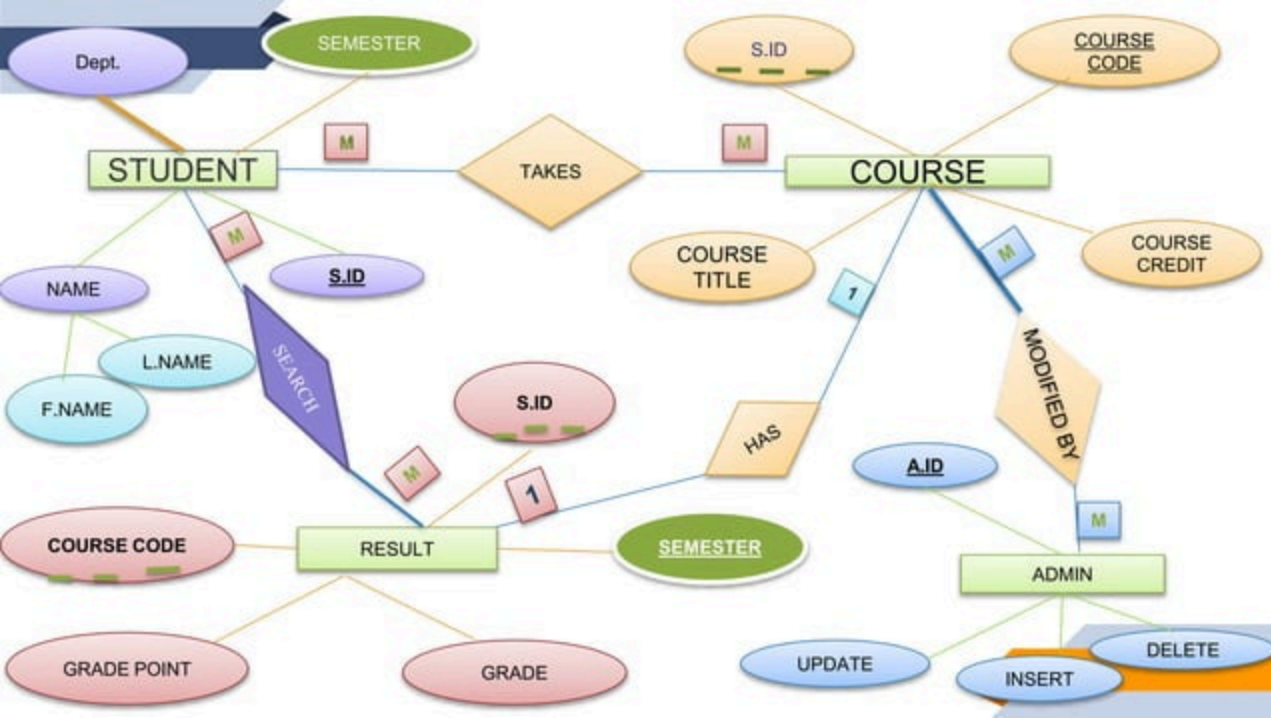 Dept.
SEMESTER
S.ID
COURSE
CODE
M
M
STUDENT
TAKES
COURSE
M
M
NAME
S.ID
COURSE
TITLE
COURSE
CREDIT
1
L.NAME
F.NAME
SEARCH
MODIFIED BY
S.ID
HAS
A.ID
M
1
M
COURSE CODE
RESULT
SEMESTER
ADMIN
GRADE POINT
GRADE
UPDATE
INSERT
DELETE